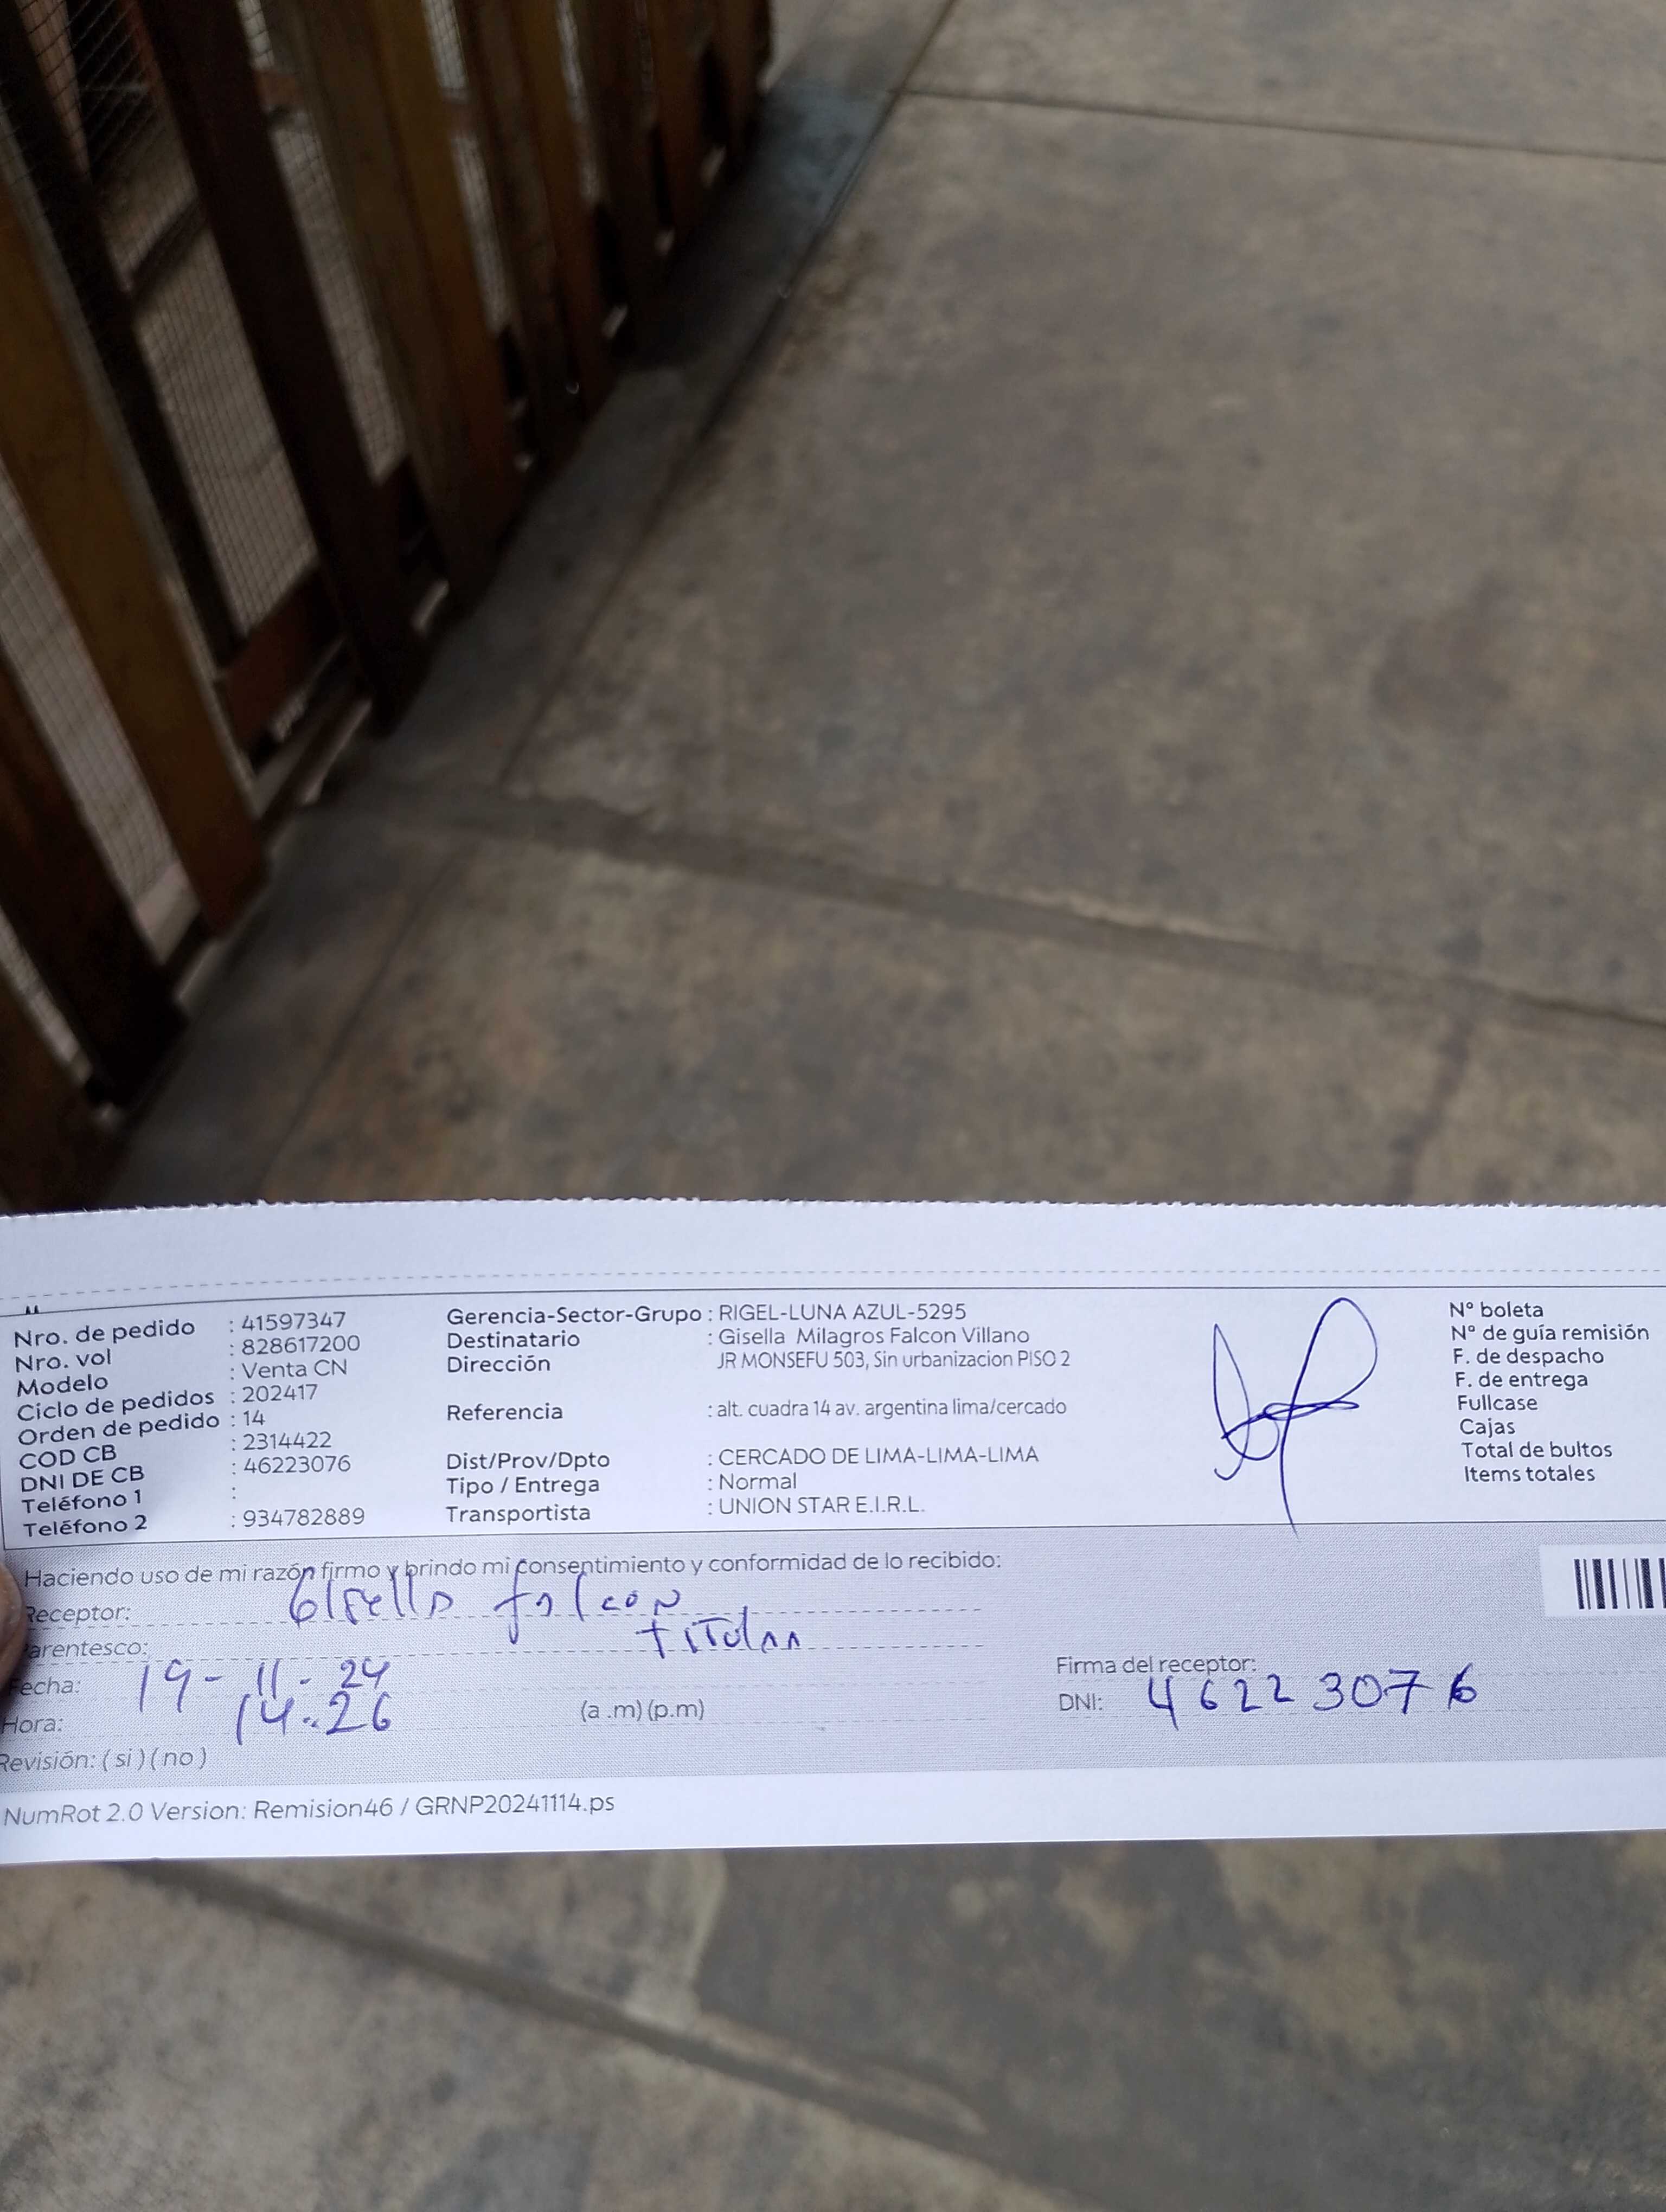 Nro. de pedido : 41597347
Nro. vol : 828617200
Modelo : Venta CN
Ciclo de pedidos : 202417
Orden de pedido : 14
COD CB : 2314422
DNI DE CB : 46223076
Teléfono 1 :
Teléfono 2 : 934782889
Gerencia-Sector-Grupo : RIGEL-LUNA AZUL-5295
Destinatario : Gisella Milagros Falcon Villano
Dirección JR MONSEFU 503, Sin urbanizacion PISO 2
Referencia : alt. cuadra 14 av. argentina lima/cercado
Dist/Prov/Dpto : CERCADO DE LIMA-LIMA-LIMA
Tipo / Entrega : Normal
Transportista : UNION STAR E.I.R.L.
Nº boleta
Nº de guía remisión
F. de despacho
F. de entrega
Fullcase
Cajas
Total de bultos
Items totales
Haciendo uso de mi razón firmo y brindo mi consentimiento y conformidad de lo recibido:
Receptor: Gisella falcon
Parentesco: titular
Fecha: 19-11-24
Hora: 14:26 (a .m) (p.m)
Revisión: ( si ) ( no )
Firma del receptor:
DNI: 46223076
NumRot 2.0 Version: Remision46 / GRNP20241114.ps